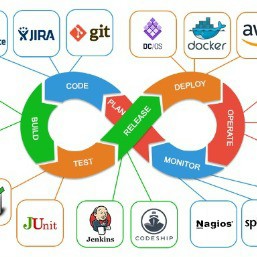 te
JIRA
git
DC/OS
docker
aw
CODE
DEPLOY
PLAN
RELEASE
BUILD
OPERATE
TEST
MONITOR
JUnit
Jenkins
CODESHIP
Nagios
sp